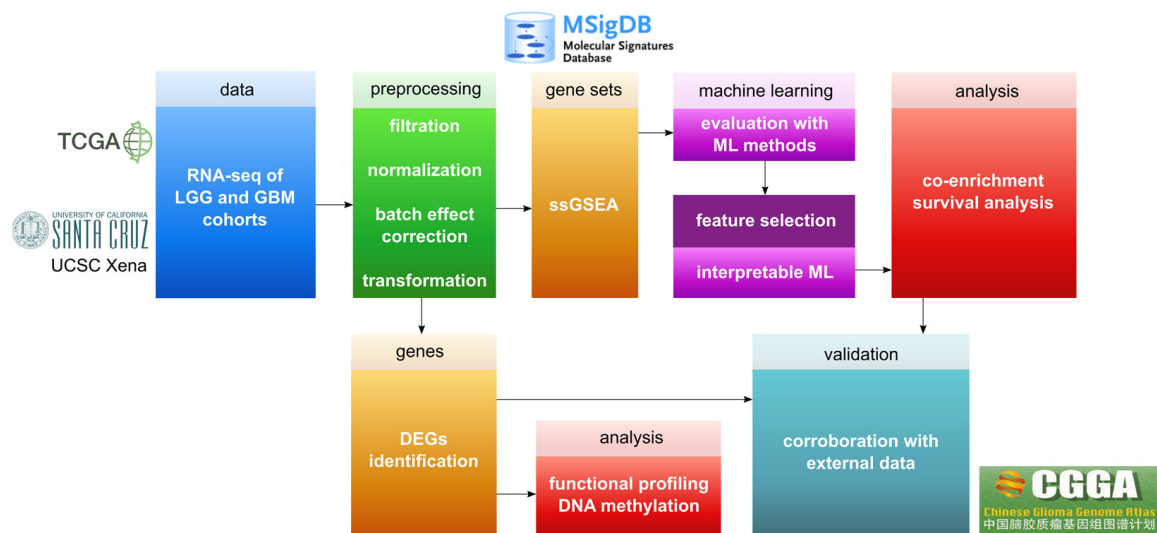 MSigDB
Molecular Signatures
Database
data
preprocessing
gene sets
machine learning
analysis
TCGA
UNIVERSITY OF CALIFORNIA
SANTA CRUZ
UCSC Xena
RNA-seq of
LGG and GBM
cohorts
filtration
normalization
batch effect
correction
transformation
ssGSEA
evaluation with
ML methods
feature selection
interpretable ML
co-enrichment
survival analysis
genes
DEGs
identification
analysis
functional profiling
DNA methylation
validation
corroboration with
external data
CGGA
Chinese Glioma Genome Atlas
中国脑胶质瘤基因组图谱计划